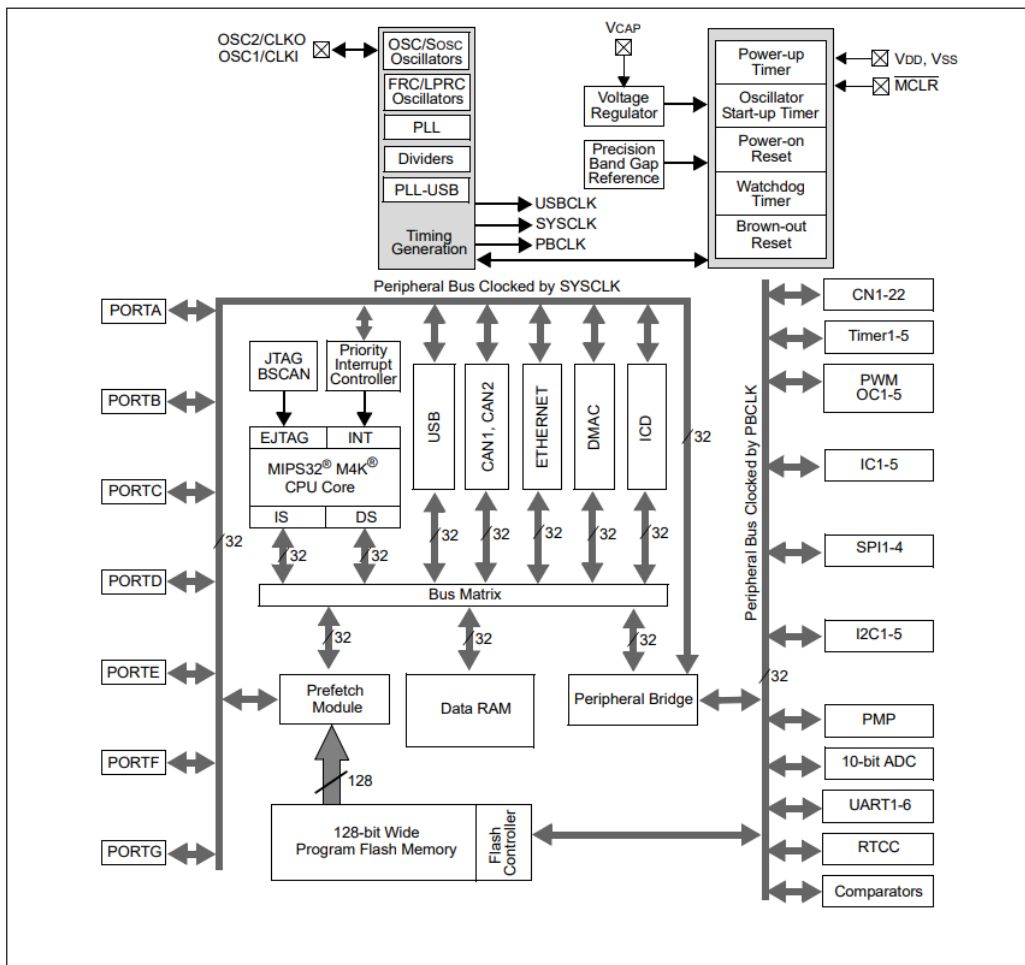 OSC2/CLKO
OSC1/CLKI
OSC/SOSC
Oscillators
FRC/LPRC
Oscillators
PLL
Dividers
PLL-USB
Timing
Generation
USBCLK
SYSCLK
PBCLK
VCAP
Voltage
Regulator
Precision
Band Gap
Reference
Power-up
Timer
Oscillator
Start-up Timer
Power-on
Reset
Watchdog
Timer
Brown-out
Reset
VDD, VSS
MCLR
Peripheral Bus Clocked by SYSCLK
PORTA
PORTB
PORTC
PORTD
PORTE
PORTF
PORTG
32
JTAG
BSCAN
Priority
Interrupt
Controller
EJTAG
INT
MIPS32® M4K®
CPU Core
IS
DS
32
32
USB
CAN1, CAN2
ETHERNET
DMAC
ICD
32
32
32
32
32
32
Bus Matrix
32
32
32
Prefetch
Module
Data RAM
Peripheral Bridge
128
128-bit Wide
Program Flash Memory
Flash
Controller
Peripheral Bus Clocked by PBCLK
32
CN1-22
Timer1-5
PWM
OC1-5
IC1-5
SPI1-4
I2C1-5
PMP
10-bit ADC
UART1-6
RTCC
Comparators